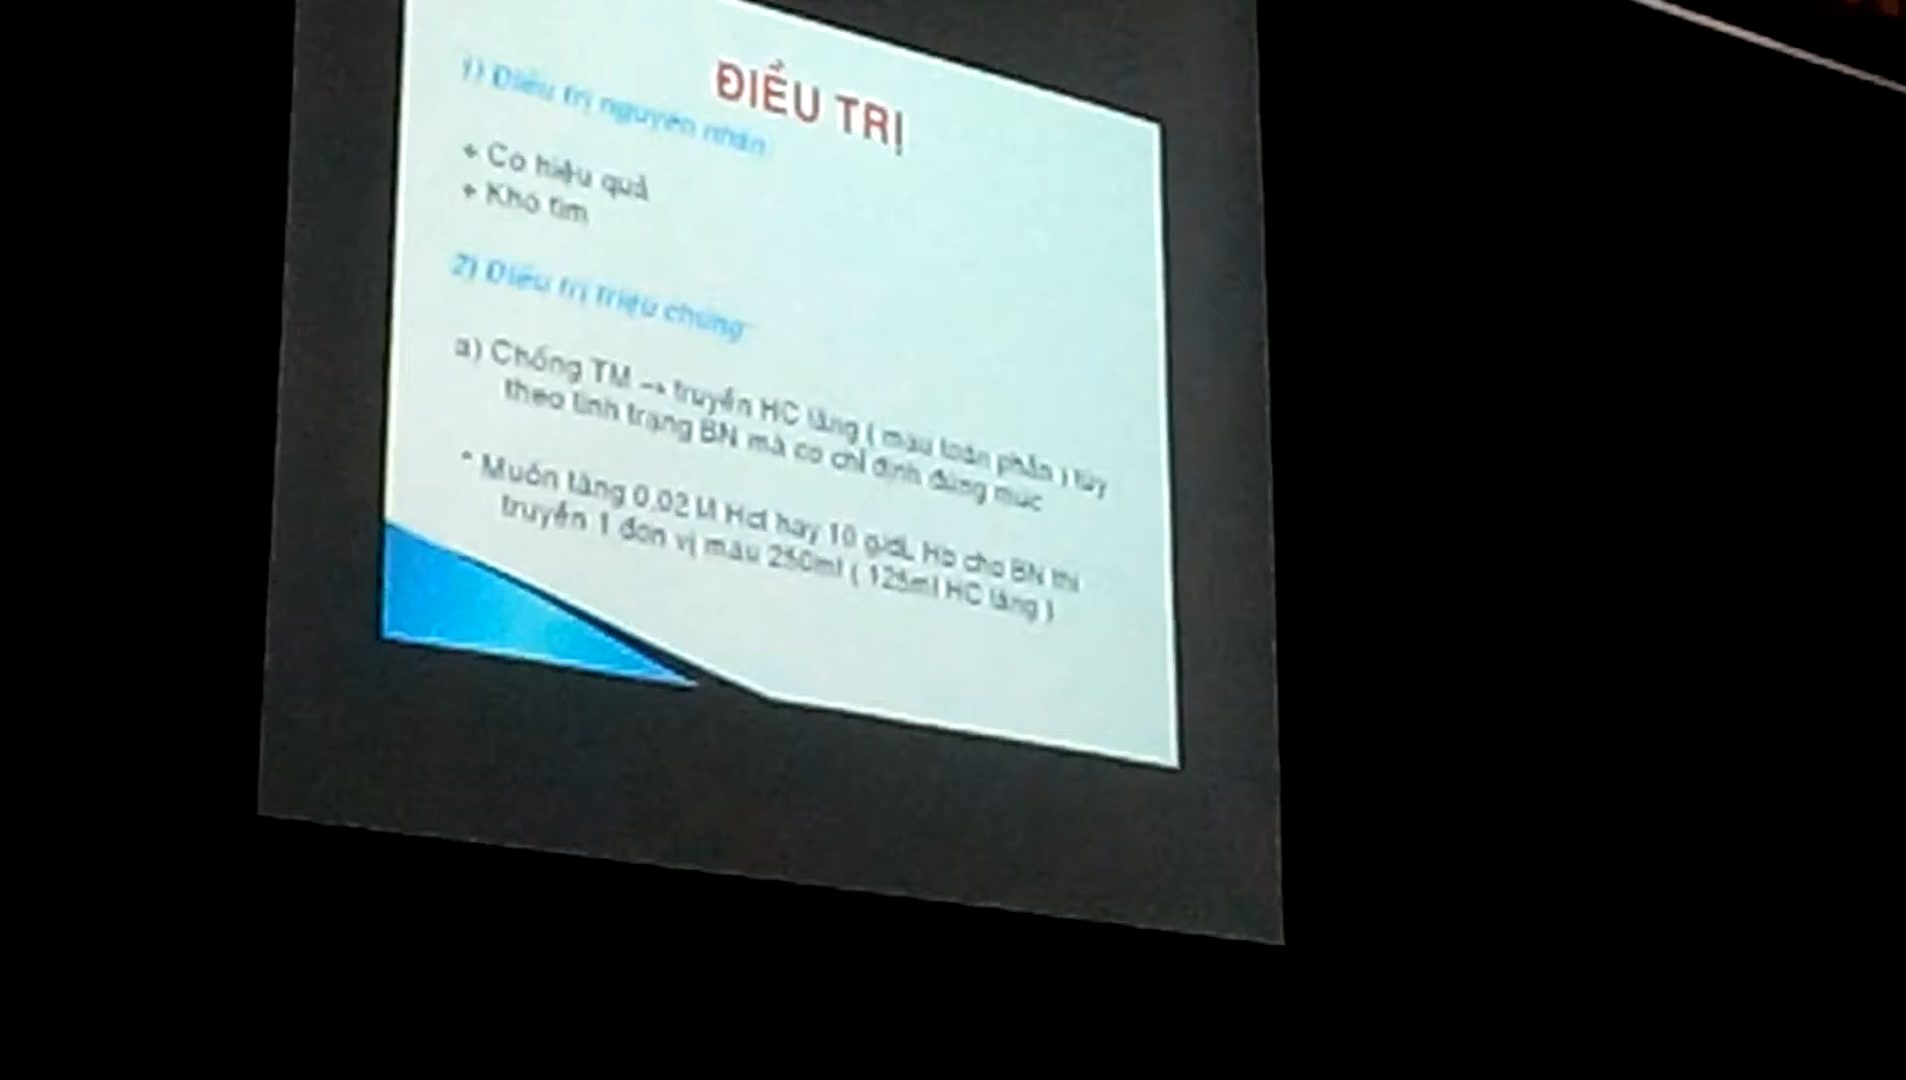 ĐIỀU TRỊ
1) Điều trị nguyên nhân:
+ Có hiệu quả
+ Khó tìm
2) Điều trị triệu chứng:
a) Chống TM → truyền HC lắng ( máu toàn phần ) tùy
theo tình trạng BN mà có chỉ định đúng mức
* Muốn tăng 0.02 l/l Hct hay 10 g/dL Hb cho BN thì
truyền 1 đơn vị máu 250ml ( 125ml HC lắng )